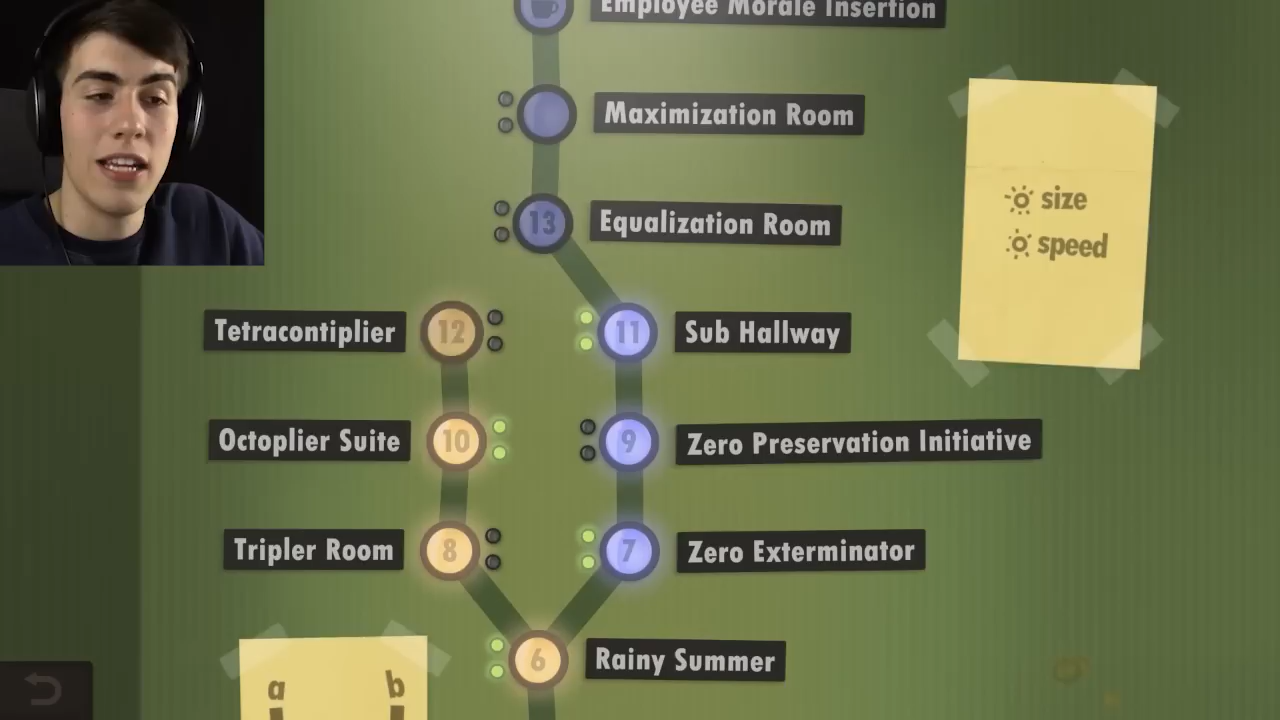 Employee Morale Insertion
Maximization Room
13 Equalization Room
size
speed
Tetracontiplier 12
11 Sub Hallway
Octoplier Suite 10
9 Zero Preservation Initiative
Tripler Room 8
7 Zero Exterminator
6 Rainy Summer
a b